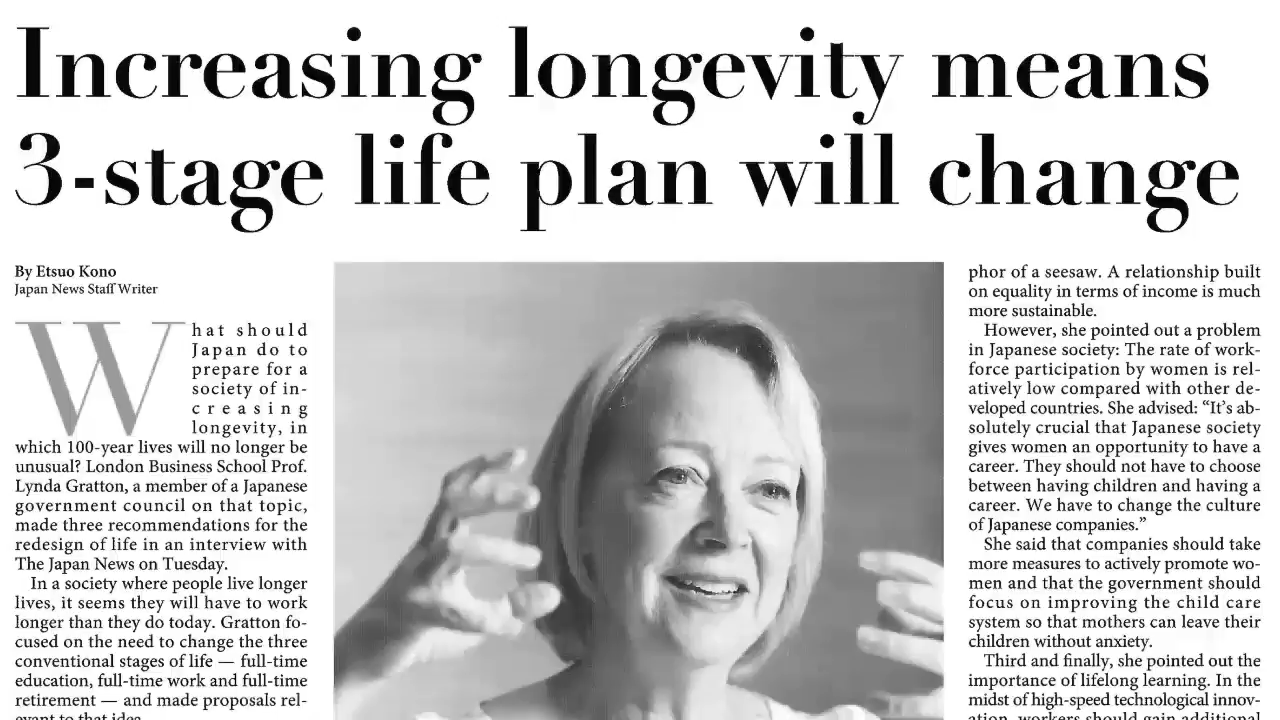 Increasing longevity means
3-stage life plan will change
By Etsuo Kono
Japan News Staff Writer
What should
Japan do to
prepare for a
society of in-
creasing
longevity, in
which 100-year lives will no longer be
unusual? London Business School Prof.
Lynda Gratton, a member of a Japanese
government council on that topic,
made three recommendations for the
redesign of life in an interview with
The Japan News on Tuesday.
In a society where people live longer
lives, it seems they will have to work
longer than they do today. Gratton fo-
cused on the need to change the three
conventional stages of life — full-time
education, full-time work and full-time
retirement — and made proposals rel-
evant to that idea.
phor of a seesaw. A relationship built
on equality in terms of income is much
more sustainable.
However, she pointed out a problem
in Japanese society: The rate of work-
force participation by women is rel-
atively low compared with other de-
veloped countries. She advised: “It’s ab-
solutely crucial that Japanese society
gives women an opportunity to have a
career. They should not have to choose
between having children and having a
career. We have to change the culture
of Japanese companies.”
She said that companies should take
more measures to actively promote wo-
men and that the government should
focus on improving the child care
system so that mothers can leave their
children without anxiety.
Third and finally, she pointed out the
importance of lifelong learning. In the
midst of high-speed technological innov-
ation, workers should gain additional